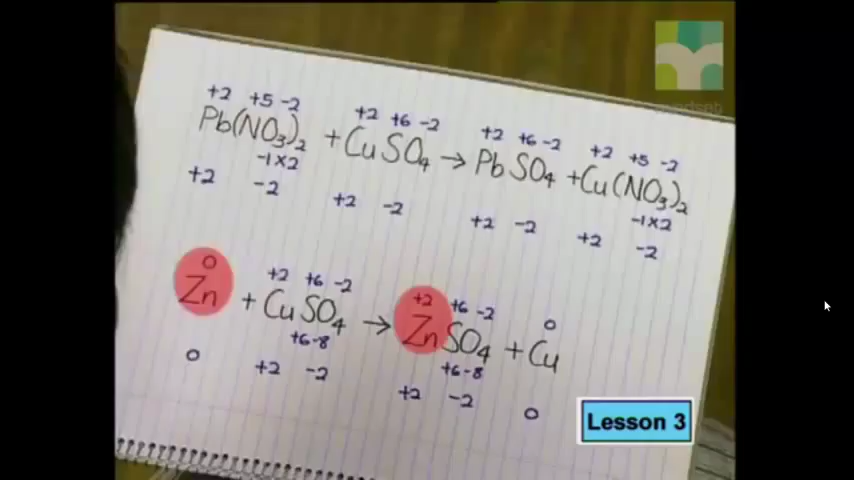 +2 +5 -2 +2 +6 -2 +2 +6 -2 +2 +5 -2
Pb(NO3)2 + CuSO4 → PbSO4 + Cu(NO3)2
-1×2 -1×2
+2 -2 +2 -2 +2 -2 +2 -2
0 +2 +6 -2 +2 +6 -2 0
Zn + CuSO4 → ZnSO4 + Cu
+6-8 +6-8
0 +2 -2 +2 -2 0
Lesson 3